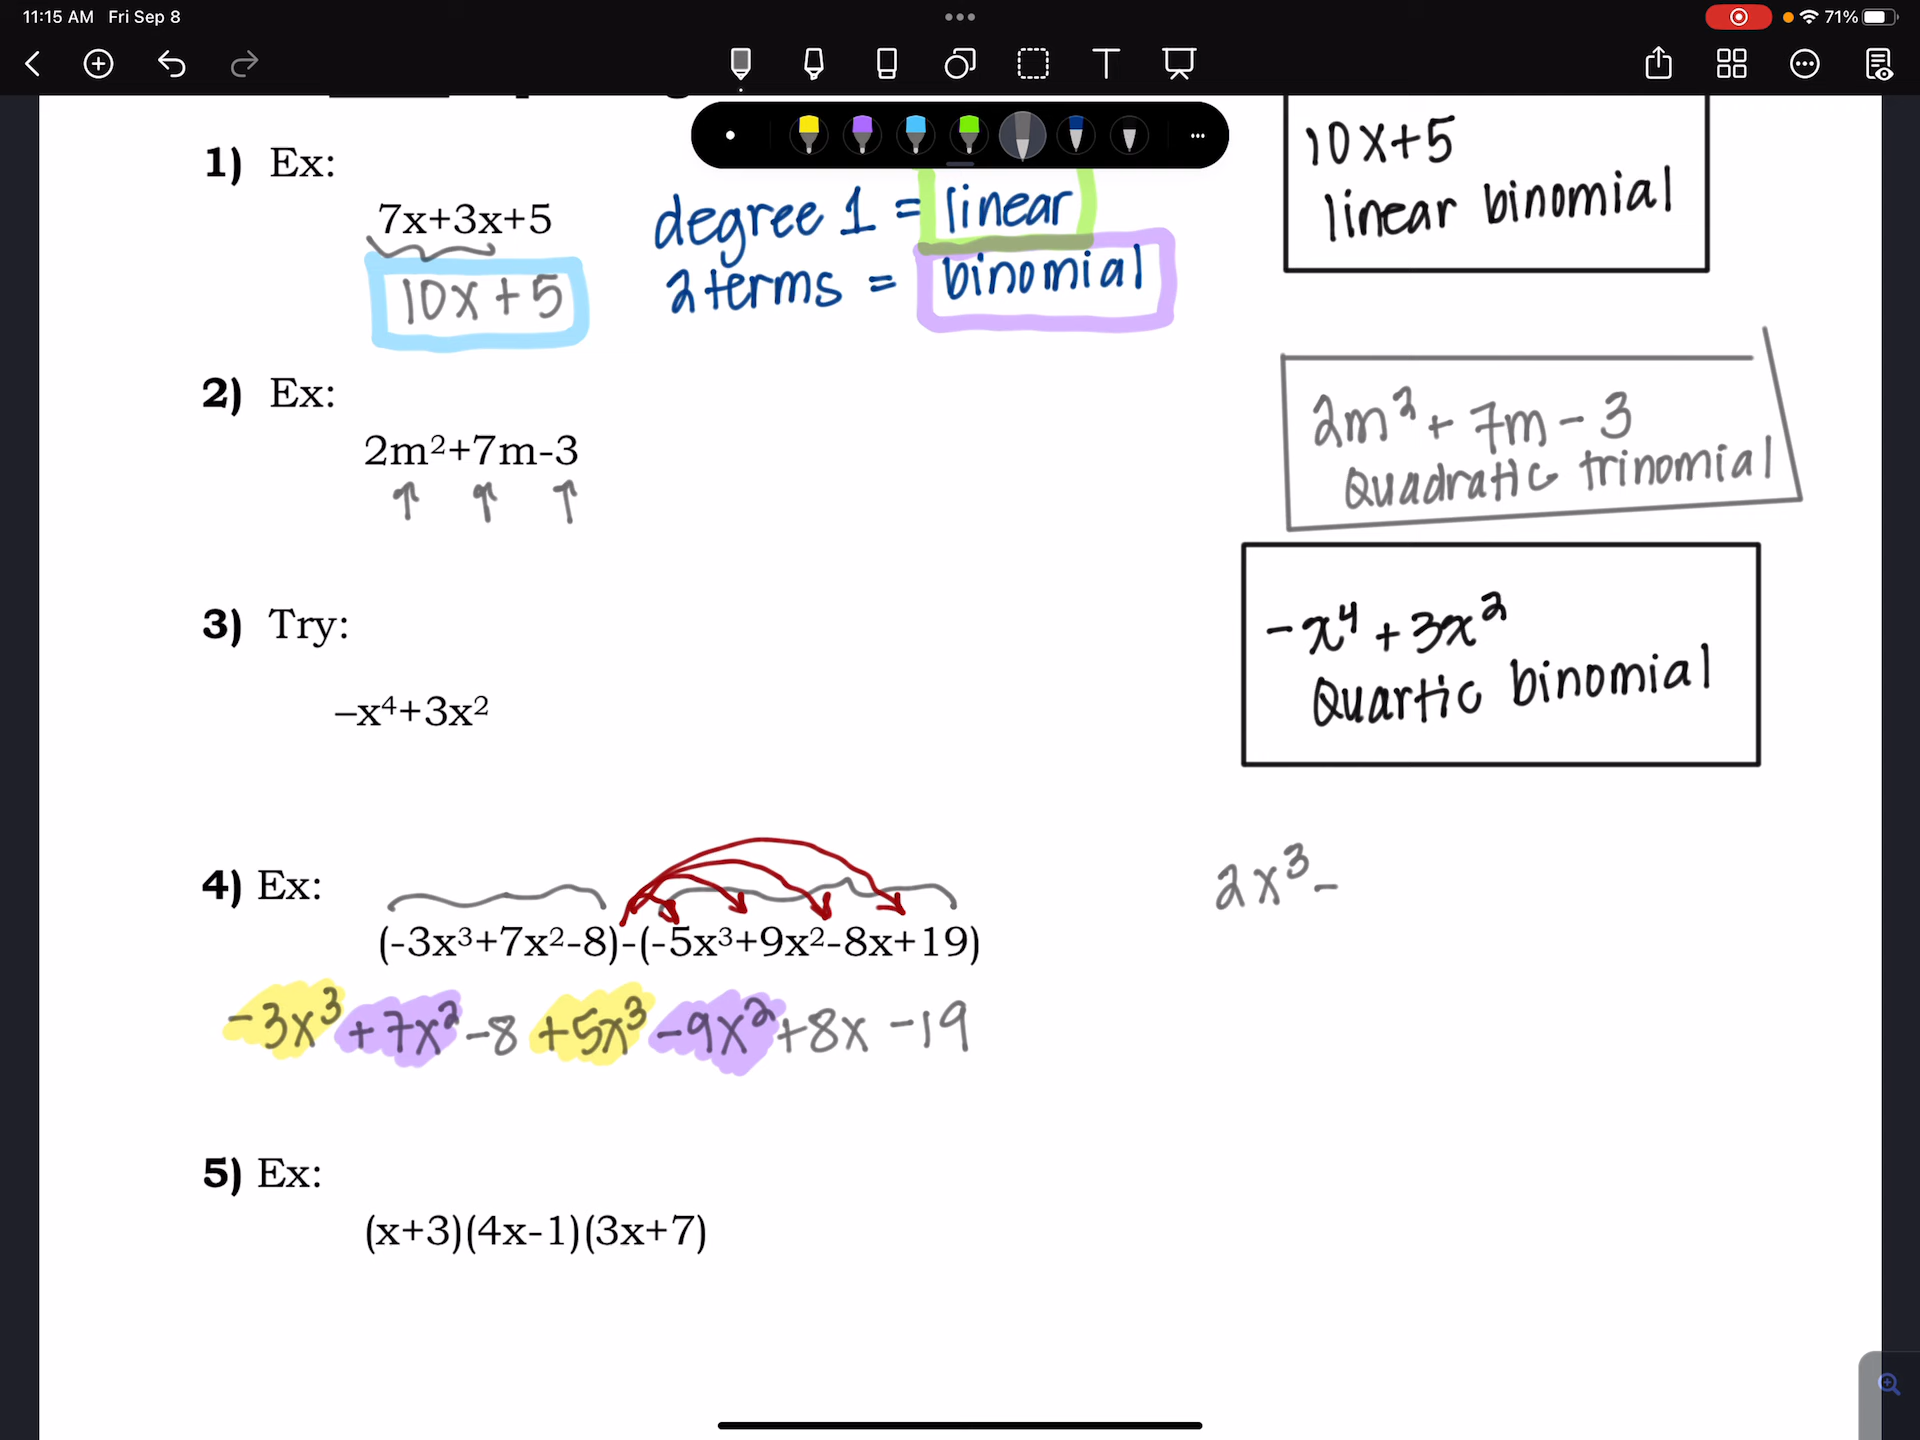 11:15 AM Fri Sep 8
71%
1) Ex:
7x+3x+5
10x+5
degree 1 = linear
2 terms = binomial
10x+5
linear binomial
2) Ex:
2m²+7m-3
2m²+7m-3
Quadratic trinomial
3) Try:
–x⁴+3x²
-x⁴+3x²
Quartic binomial
4) Ex:
(-3x³+7x²-8)-(-5x³+9x²-8x+19)
-3x³+7x²-8+5x³-9x²+8x-19
2x³-
5) Ex:
(x+3)(4x-1)(3x+7)